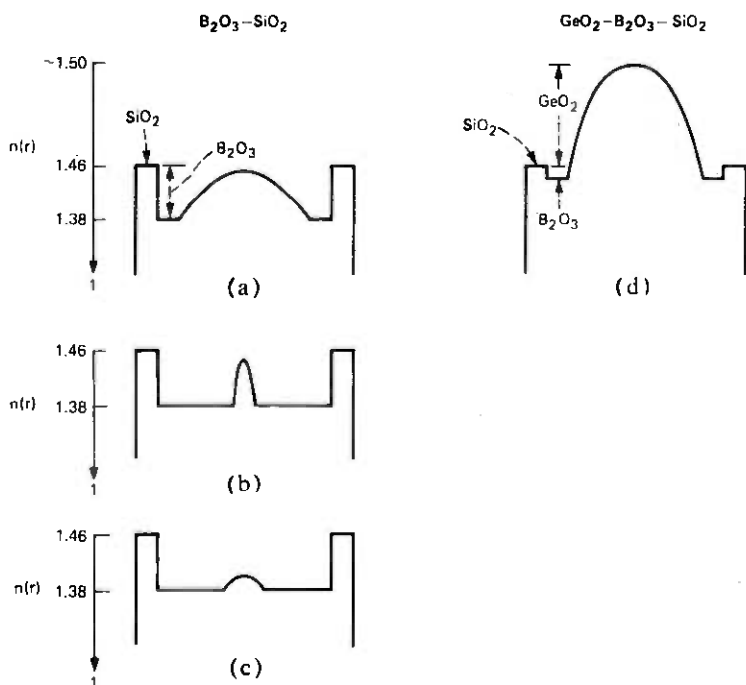 B₂O₃–SiO₂
GeO₂–B₂O₃–SiO₂
~1.50
SiO₂
n(r)
B₂O₃
1.46
1.38
1
(a)
GeO₂
SiO₂
B₂O₃
(d)
1.46
n(r)
1.38
1
(b)
1.46
n(r)
1.38
1
(c)